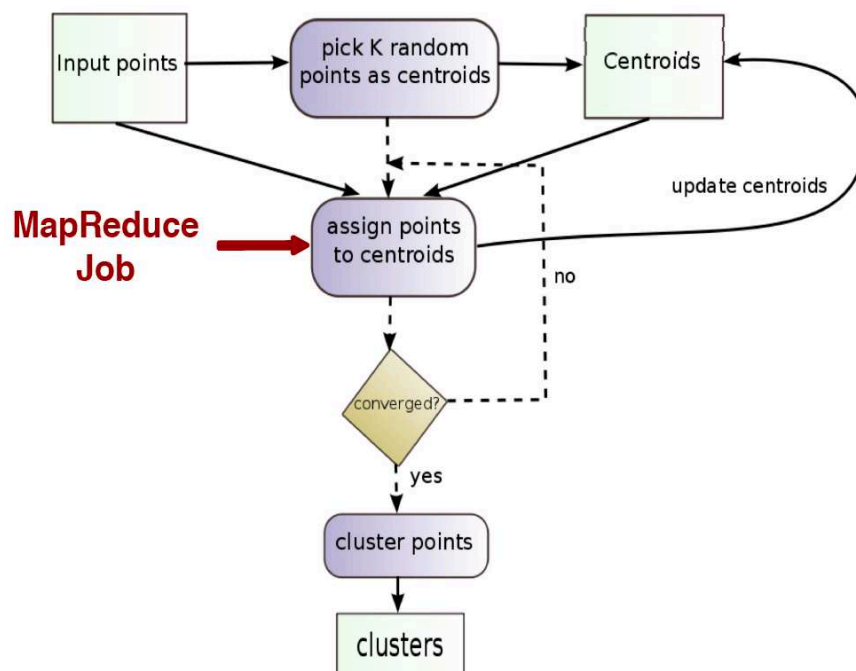 Input points
pick K random
points as centroids
Centroids
update centroids
MapReduce
Job
assign points
to centroids
no
converged?
yes
cluster points
clusters